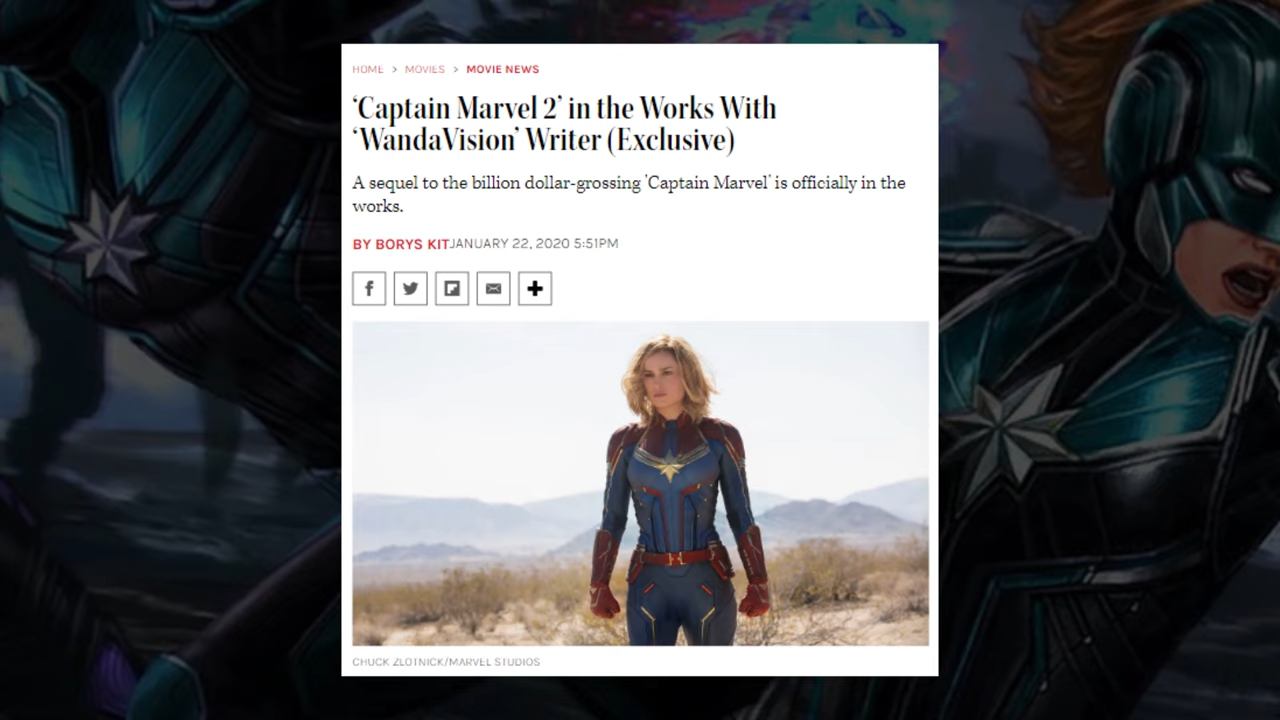 HOME > MOVIES > MOVIE NEWS
‘Captain Marvel 2’ in the Works With
‘WandaVision’ Writer (Exclusive)
A sequel to the billion dollar-grossing 'Captain Marvel' is officially in the
works.
BY BORYS KITJANUARY 22, 2020 5:51PM
CHUCK ZLOTNICK/MARVEL STUDIOS